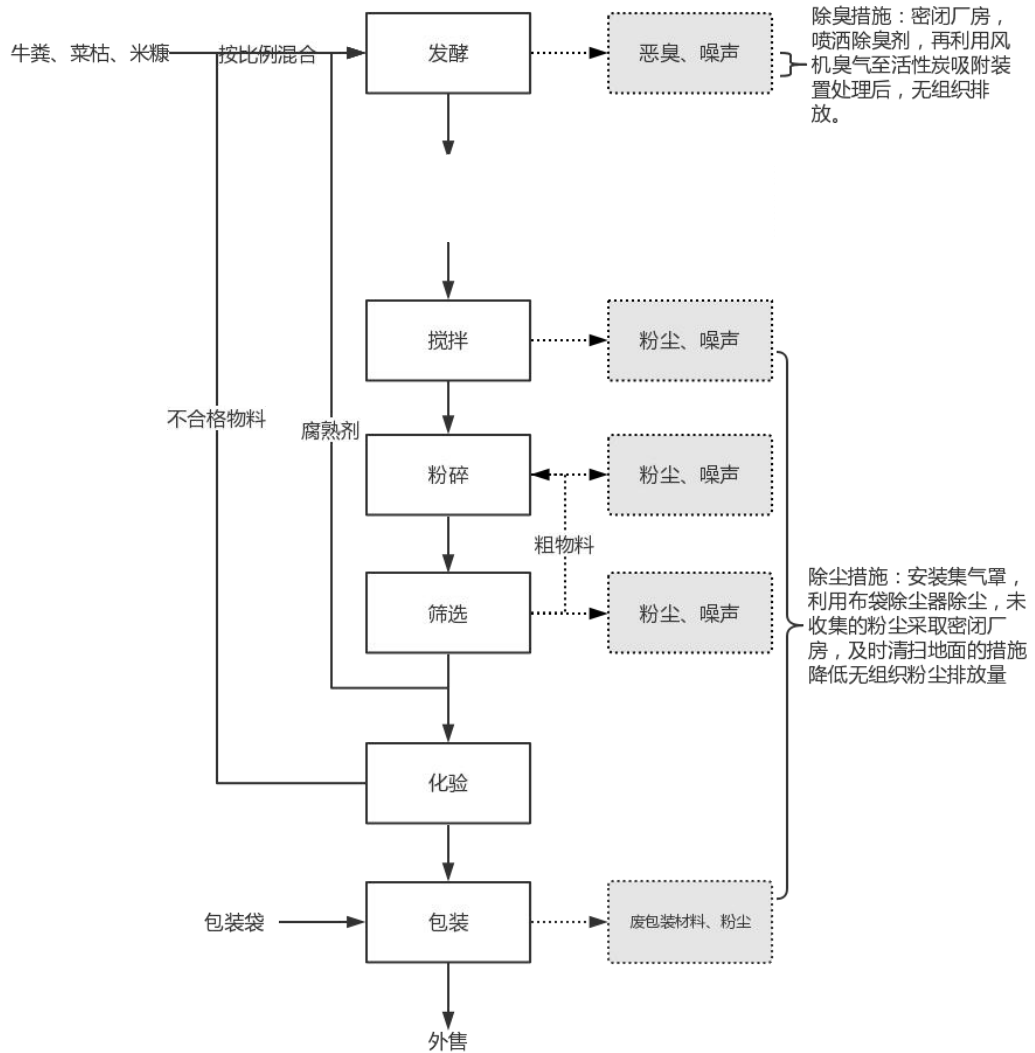 除臭措施：密闭厂房，
喷洒除臭剂，再利用风
机臭气至活性炭吸附装
置处理后，无组织排
放。
牛粪、菜枯、米糠
按比例混合
发酵
恶臭、噪声
搅拌
粉尘、噪声
不合格物料
腐熟剂
粉碎
粉尘、噪声
粗物料
筛选
粉尘、噪声
除尘措施：安装集气罩，
利用布袋除尘器除尘，未
收集的粉尘采取密闭厂
房，及时清扫地面的措施
降低无组织粉尘排放量
化验
包装袋
包装
废包装材料、粉尘
外售